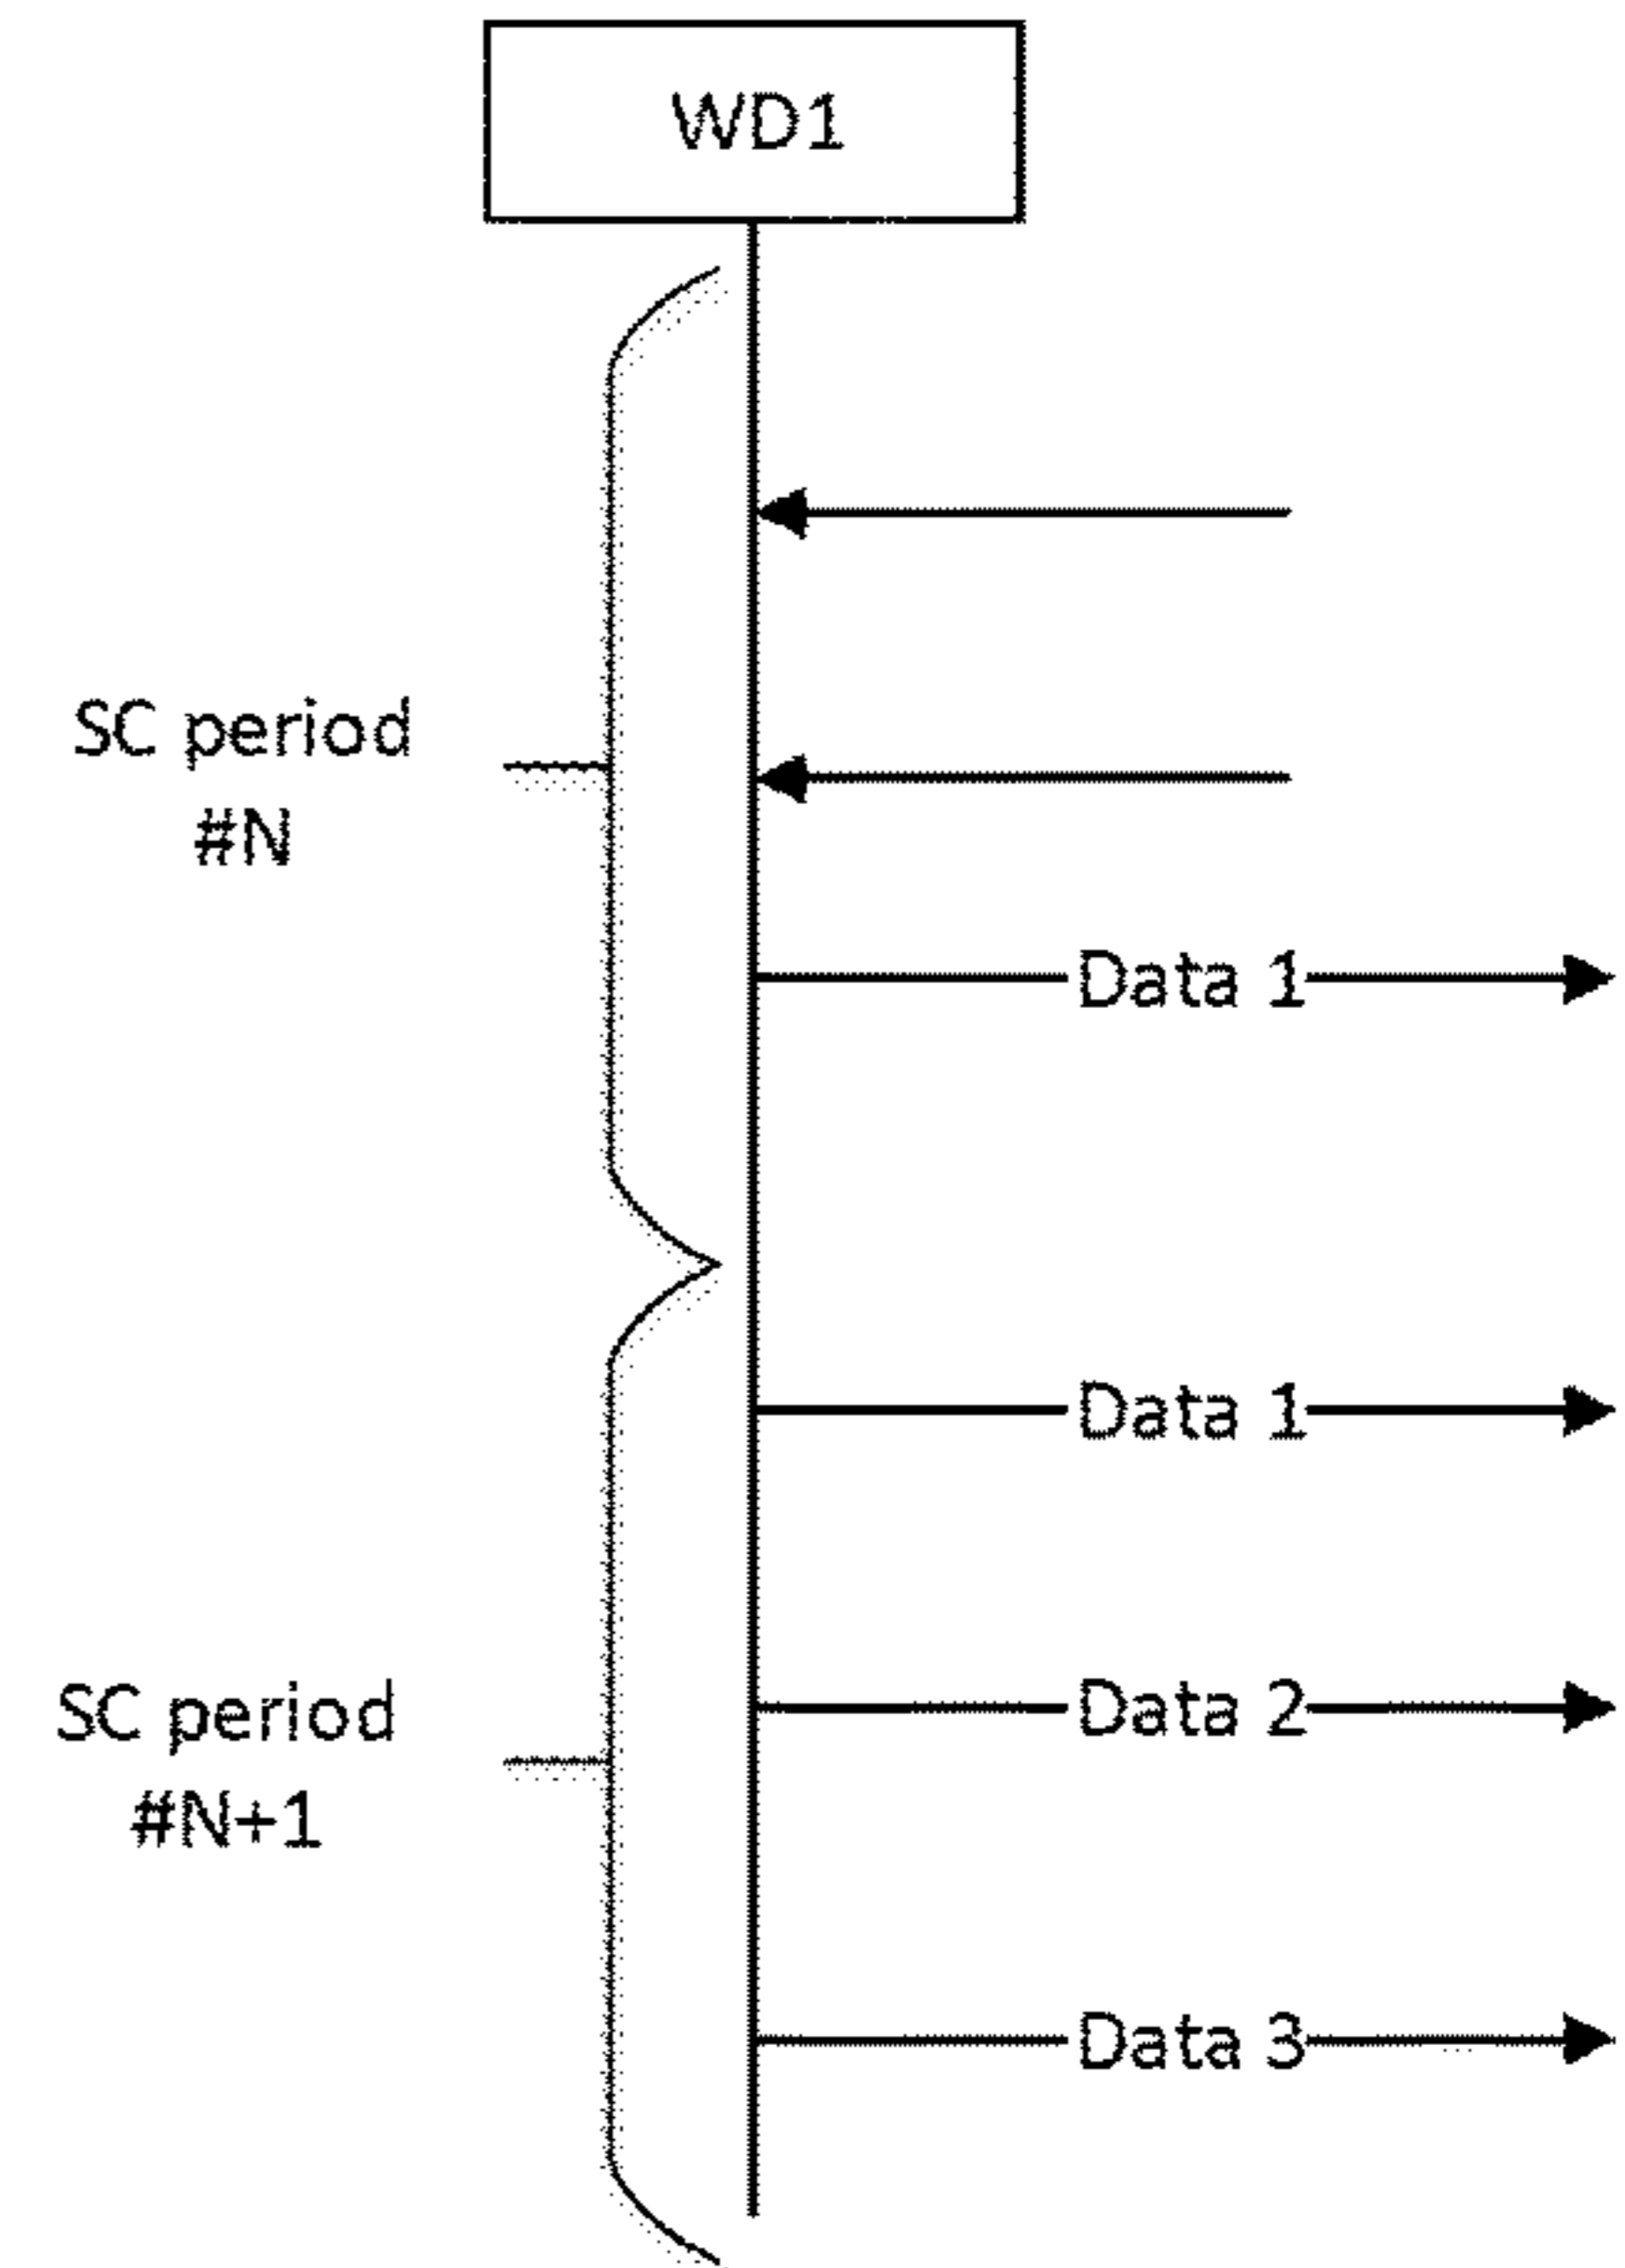 WD1
SC period
#N
Data 1
Data 1
SC period
#N+1
Data 2
Data 3